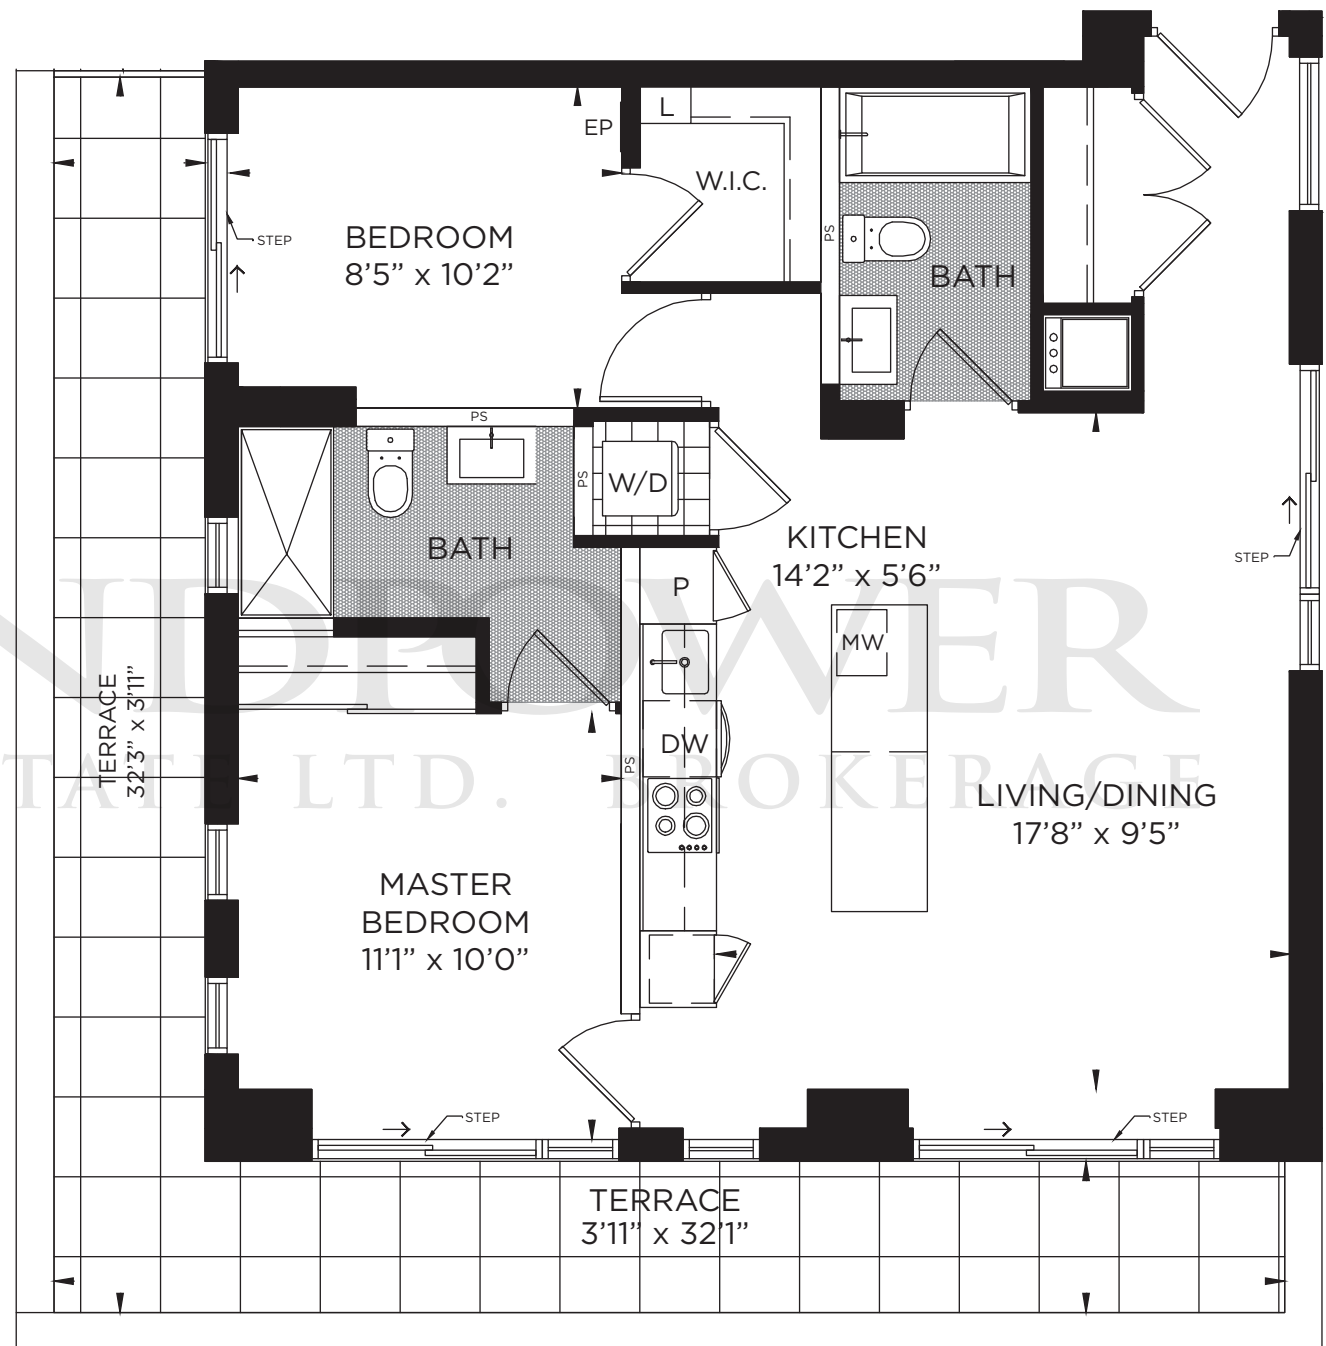 L
EP
W.I.C.
BEDROOM
8'5" x 10'2"
STEP
PS
BATH
PS
W/D
PS
BATH
KITCHEN
14'2" x 5'6"
STEP
P
MW
NDPOWER
TERRACE
32'3" x 3'11"
DW
PS
TATE LTD. BROKERAGE
LIVING/DINING
17'8" x 9'5"
MASTER
BEDROOM
11'1" x 10'0"
STEP
STEP
TERRACE
3'11" x 32'1"